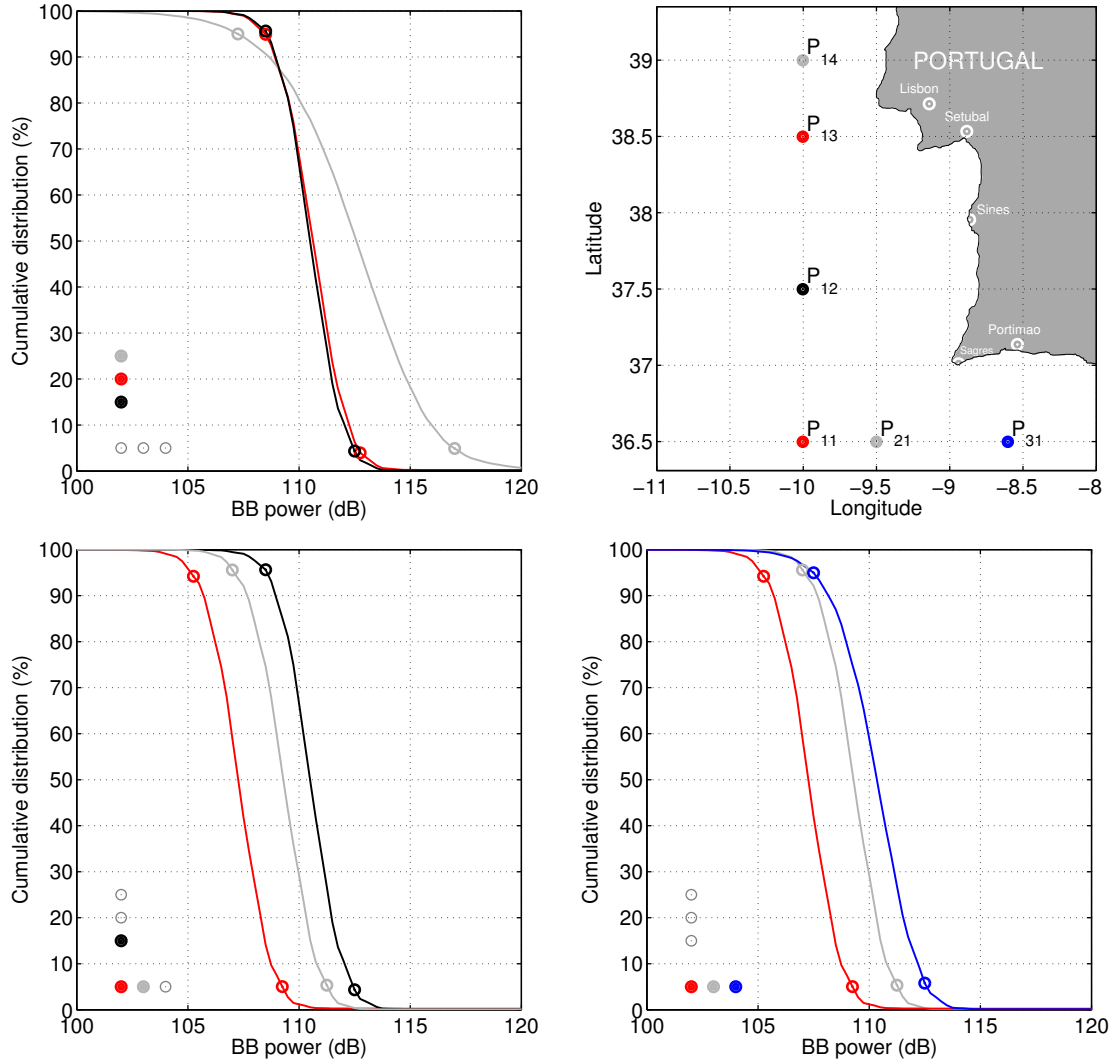 100
90
80
70
60
50
40
30
20
10
0
Cumulative distribution (%)
100 105 110 115 120
BB power (dB)
39
38.5
38
37.5
37
36.5
Latitude
P14
PORTUGAL
Lisbon
Setubal
P13
Sines
P12
Portimao
Sagres
P11 P21 P31
−11 −10.5 −10 −9.5 −9 −8.5 −8
Longitude
100
90
80
70
60
50
40
30
20
10
0
Cumulative distribution (%)
100 105 110 115 120
BB power (dB)
100
90
80
70
60
50
40
30
20
10
0
Cumulative distribution (%)
100 105 110 115 120
BB power (dB)